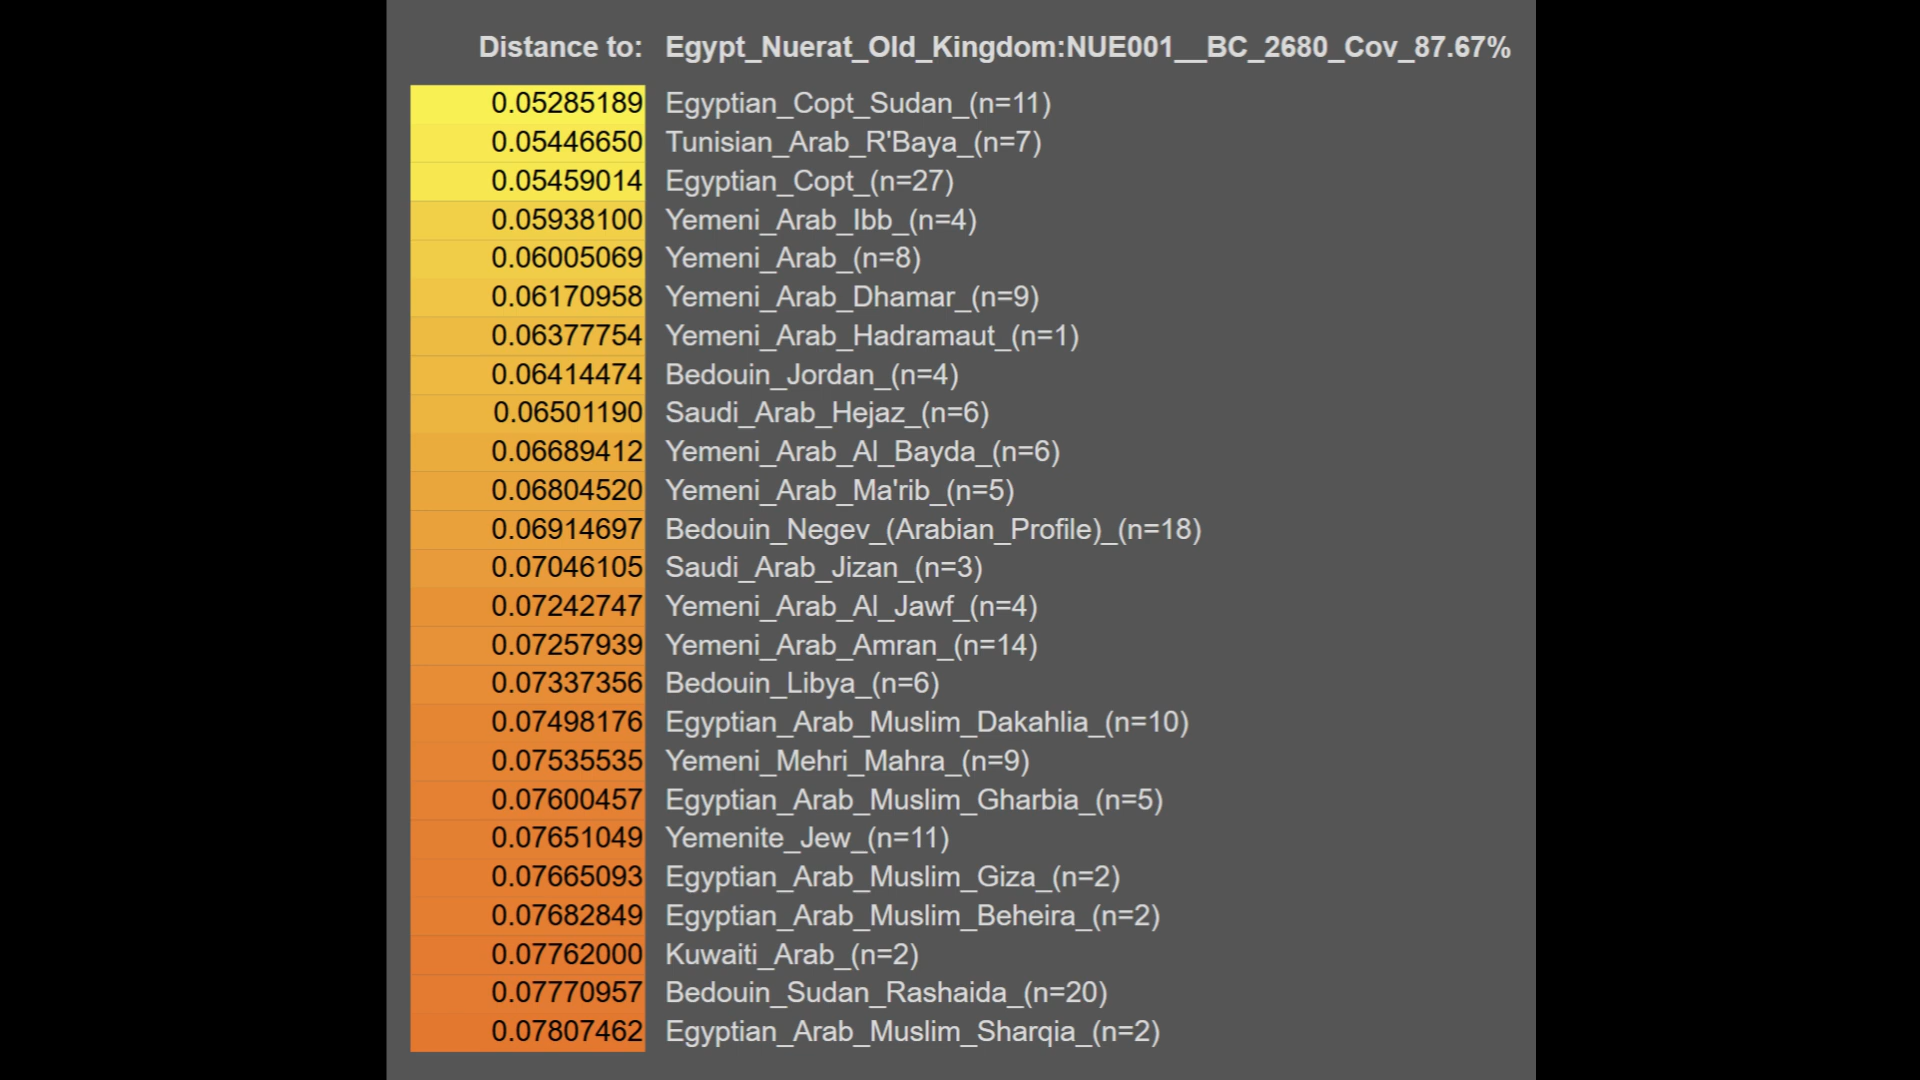 Distance to: Egypt_Nuerat_Old_Kingdom:NUE001__BC_2680_Cov_87.67%
0.05285189 Egyptian_Copt_Sudan_(n=11)
0.05446650 Tunisian_Arab_R'Baya_(n=7)
0.05459014 Egyptian_Copt_(n=27)
0.05938100 Yemeni_Arab_Ibb_(n=4)
0.06005069 Yemeni_Arab_(n=8)
0.06170958 Yemeni_Arab_Dhamar_(n=9)
0.06377754 Yemeni_Arab_Hadramaut_(n=1)
0.06414474 Bedouin_Jordan_(n=4)
0.06501190 Saudi_Arab_Hejaz_(n=6)
0.06689412 Yemeni_Arab_Al_Bayda_(n=6)
0.06804520 Yemeni_Arab_Ma'rib_(n=5)
0.06914697 Bedouin_Negev_(Arabian_Profile)_(n=18)
0.07046105 Saudi_Arab_Jizan_(n=3)
0.07242747 Yemeni_Arab_Al_Jawf_(n=4)
0.07257939 Yemeni_Arab_Amran_(n=14)
0.07337356 Bedouin_Libya_(n=6)
0.07498176 Egyptian_Arab_Muslim_Dakahlia_(n=10)
0.07535535 Yemeni_Mehri_Mahra_(n=9)
0.07600457 Egyptian_Arab_Muslim_Gharbia_(n=5)
0.07651049 Yemenite_Jew_(n=11)
0.07665093 Egyptian_Arab_Muslim_Giza_(n=2)
0.07682849 Egyptian_Arab_Muslim_Beheira_(n=2)
0.07762000 Kuwaiti_Arab_(n=2)
0.07770957 Bedouin_Sudan_Rashaida_(n=20)
0.07807462 Egyptian_Arab_Muslim_Sharqia_(n=2)